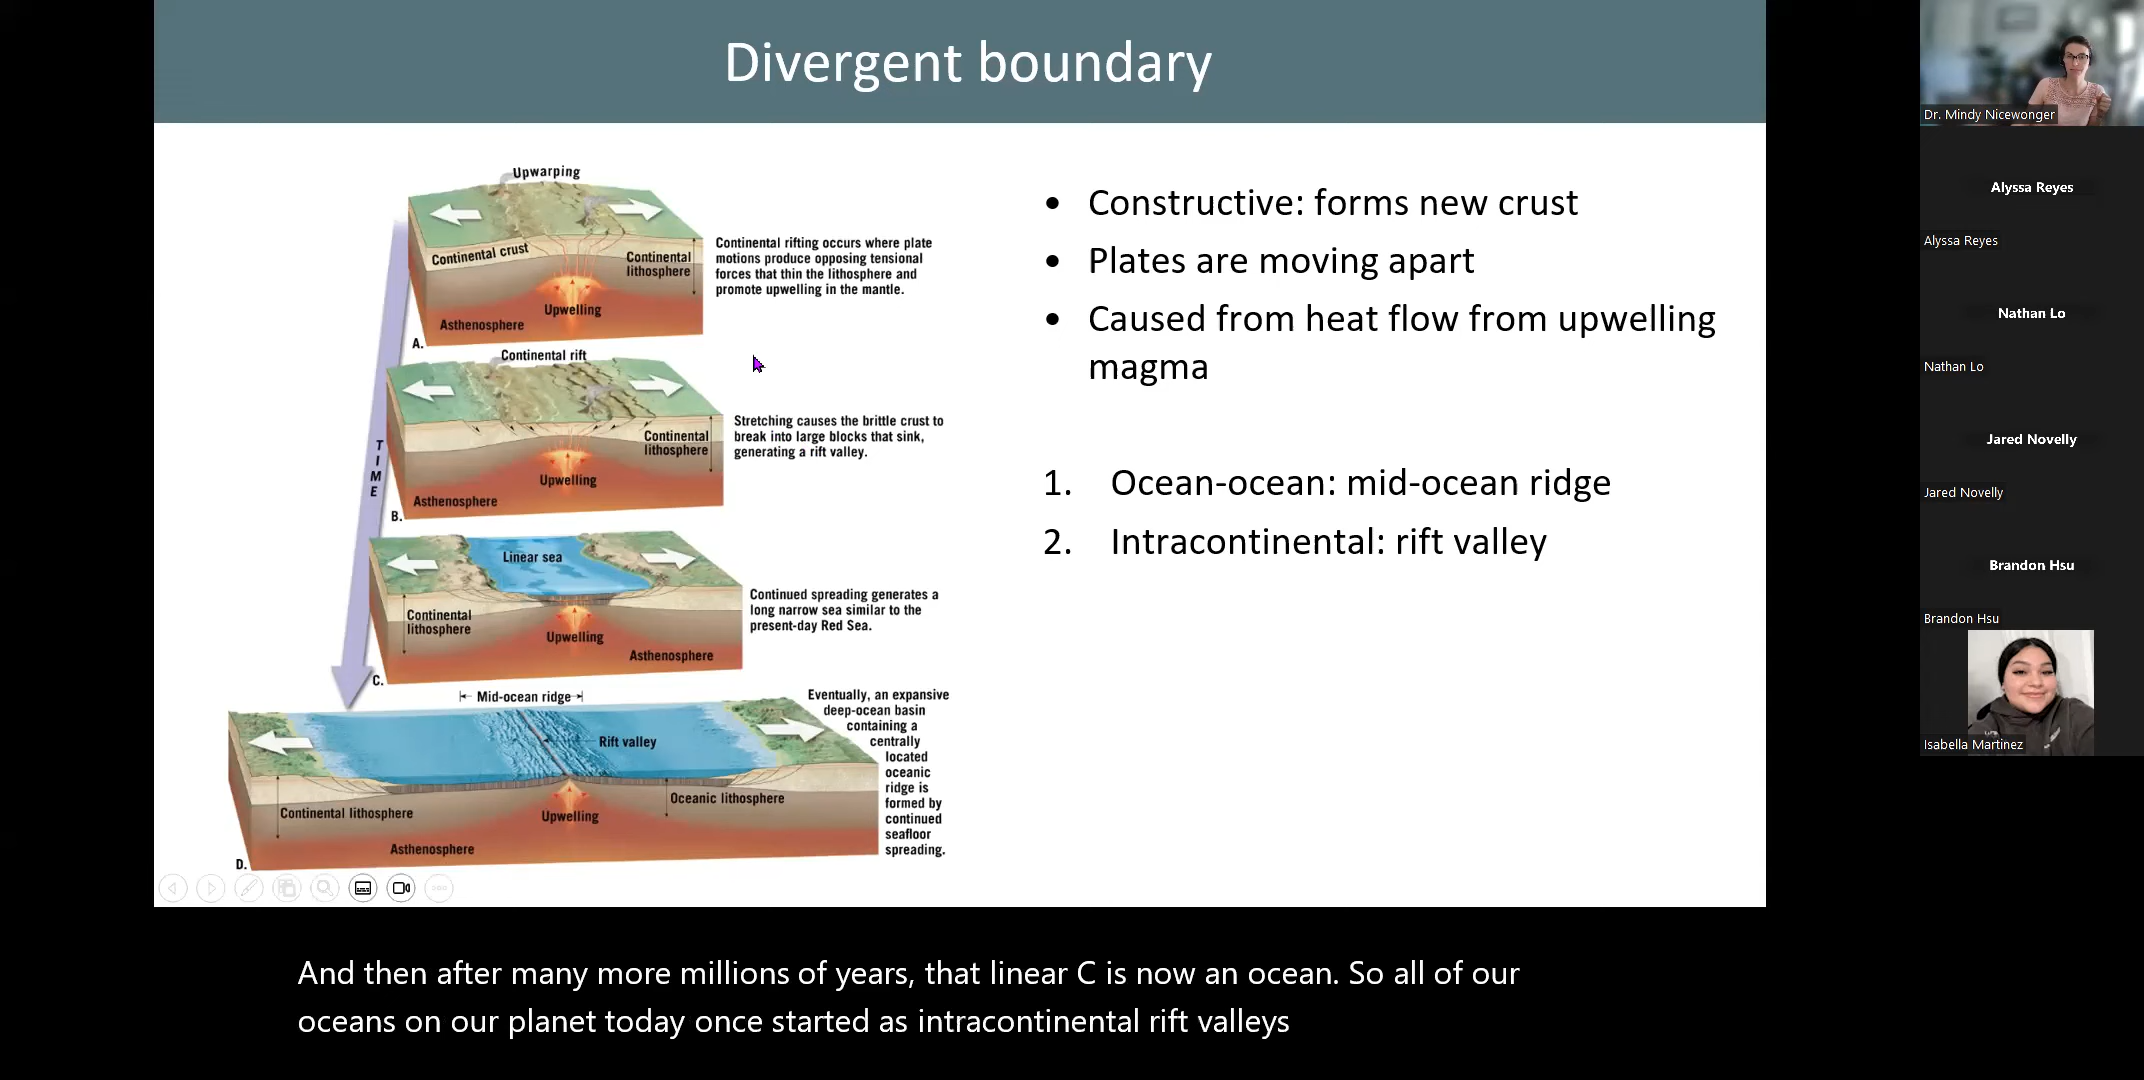 Divergent boundary
Upwarping
Continental crust
Continental
lithosphere
Upwelling
Asthenosphere
A.
Continental rifting occurs where plate
motions produce opposing tensional
forces that thin the lithosphere and
promote upwelling in the mantle.
Continental rift
Continental
lithosphere
Upwelling
Asthenosphere
B.
Stretching causes the brittle crust to
break into large blocks that sink,
generating a rift valley.
TIME
Linear sea
Continental
lithosphere
Upwelling
Asthenosphere
C.
Continued spreading generates a
long narrow sea similar to the
present-day Red Sea.
Mid-ocean ridge
Rift valley
Continental lithosphere
Oceanic lithosphere
Upwelling
Asthenosphere
D.
Eventually, an expansive
deep-ocean basin
containing a
centrally
located
oceanic
ridge is
formed by
continued
seafloor
spreading.
• Constructive: forms new crust
• Plates are moving apart
• Caused from heat flow from upwelling
magma
1. Ocean-ocean: mid-ocean ridge
2. Intracontinental: rift valley
And then after many more millions of years, that linear C is now an ocean. So all of our
oceans on our planet today once started as intracontinental rift valleys
Dr. Mindy Nicewonger
Alyssa Reyes
Alyssa Reyes
Nathan Lo
Nathan Lo
Jared Novelly
Jared Novelly
Brandon Hsu
Brandon Hsu
Isabella Martinez